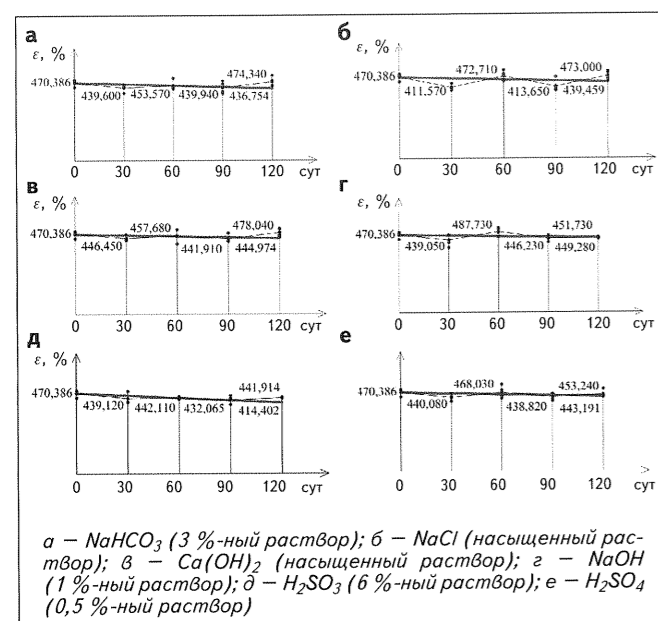 а
ε, %
474,340
470,386
439,600 453,570 439,940 436,754
0 30 60 90 120 сут
б
ε, %
472,710 473,000
470,386
411,570 413,650 439,459
0 30 60 90 120 сут
в
ε, %
457,680 478,040
470,386
446,450 441,910 444,974
0 30 60 90 120 сут
г
ε, %
487,730 451,730
470,386
439,050 446,230 449,280
0 30 60 90 120 сут
д
ε, %
441,914
470,386
439,120 442,110 432,065 414,402
0 30 60 90 120 сут
е
ε, %
468,030 453,240
470,386
440,080 438,820 443,191
0 30 60 90 120 сут
а – NaHCO₃ (3 %-ный раствор); б – NaCl (насыщенный рас-
твор); в – Ca(OH)₂ (насыщенный раствор); г – NaOH
(1 %-ный раствор); д – H₂SO₃ (6 %-ный раствор); е – H₂SO₄
(0,5 %-ный раствор)